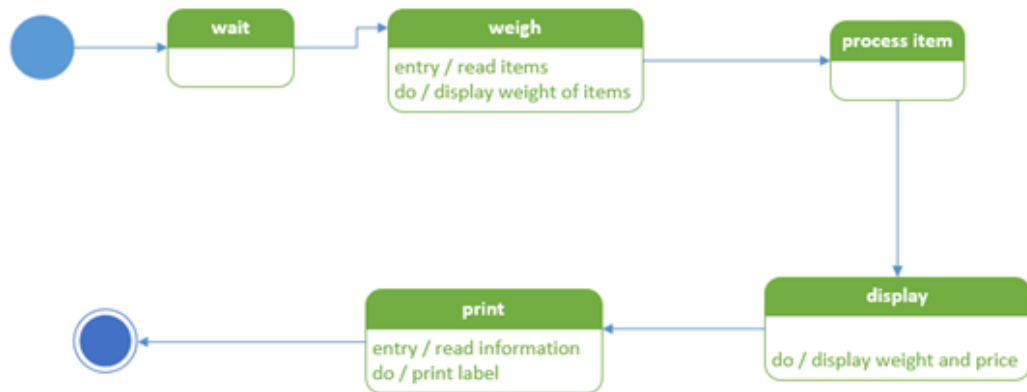 wait
weigh
entry / read items
do / display weight of items
process item
display
do / display weight and price
print
entry / read information
do / print label